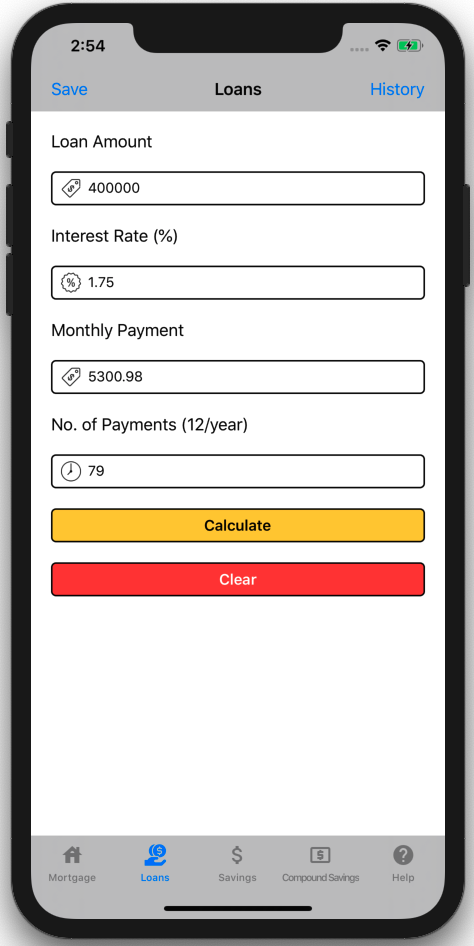 2:54
Save Loans History
Loan Amount
400000
Interest Rate (%)
% 1.75
Monthly Payment
5300.98
No. of Payments (12/year)
79
Calculate
Clear
Mortgage Loans Savings Compound Savings Help